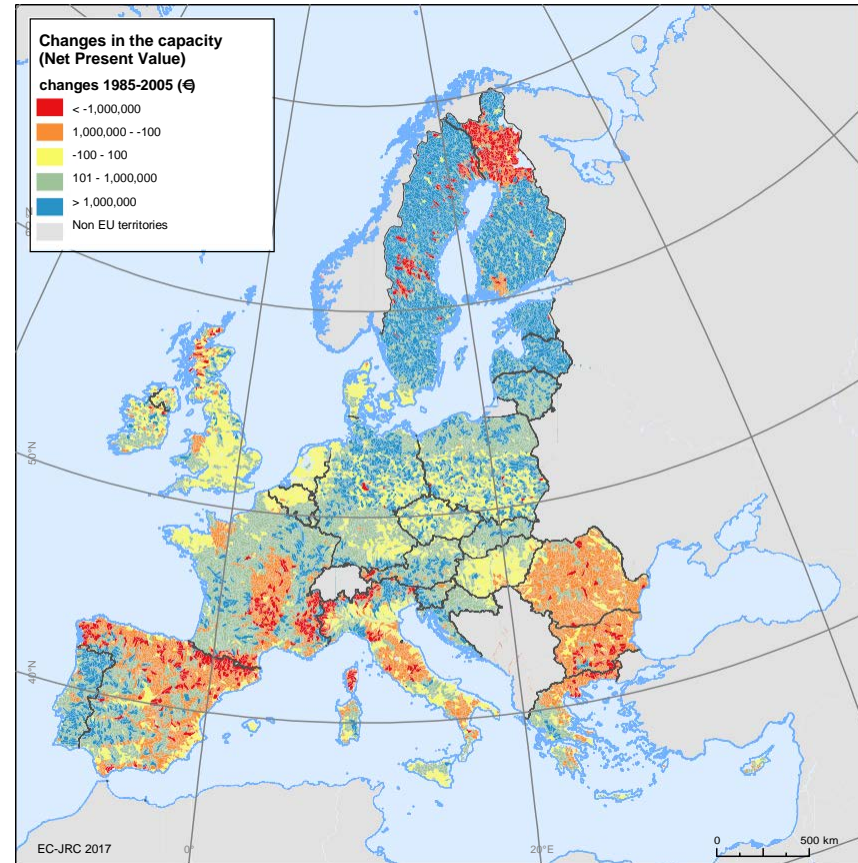 Changes in the capacity
(Net Present Value)
changes 1985-2005 (€)
< -1,000,000
1,000,000 - -100
-100 - 100
101 - 1,000,000
> 1,000,000
Non EU territories
50°N
40°N
EC-JRC 2017
0°
20°E
0
500 km